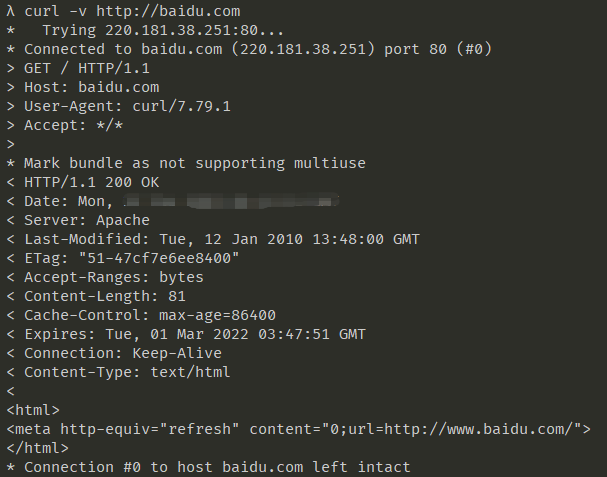 λ curl -v http://baidu.com
*   Trying 220.181.38.251:80...
* Connected to baidu.com (220.181.38.251) port 80 (#0)
> GET / HTTP/1.1
> Host: baidu.com
> User-Agent: curl/7.79.1
> Accept: */*
>
* Mark bundle as not supporting multiuse
< HTTP/1.1 200 OK
< Date: Mon,
< Server: Apache
< Last-Modified: Tue, 12 Jan 2010 13:48:00 GMT
< ETag: "51-47cf7e6ee8400"
< Accept-Ranges: bytes
< Content-Length: 81
< Cache-Control: max-age=86400
< Expires: Tue, 01 Mar 2022 03:47:51 GMT
< Connection: Keep-Alive
< Content-Type: text/html
<
<html>
<meta http-equiv="refresh" content="0;url=http://www.baidu.com/">
</html>
* Connection #0 to host baidu.com left intact